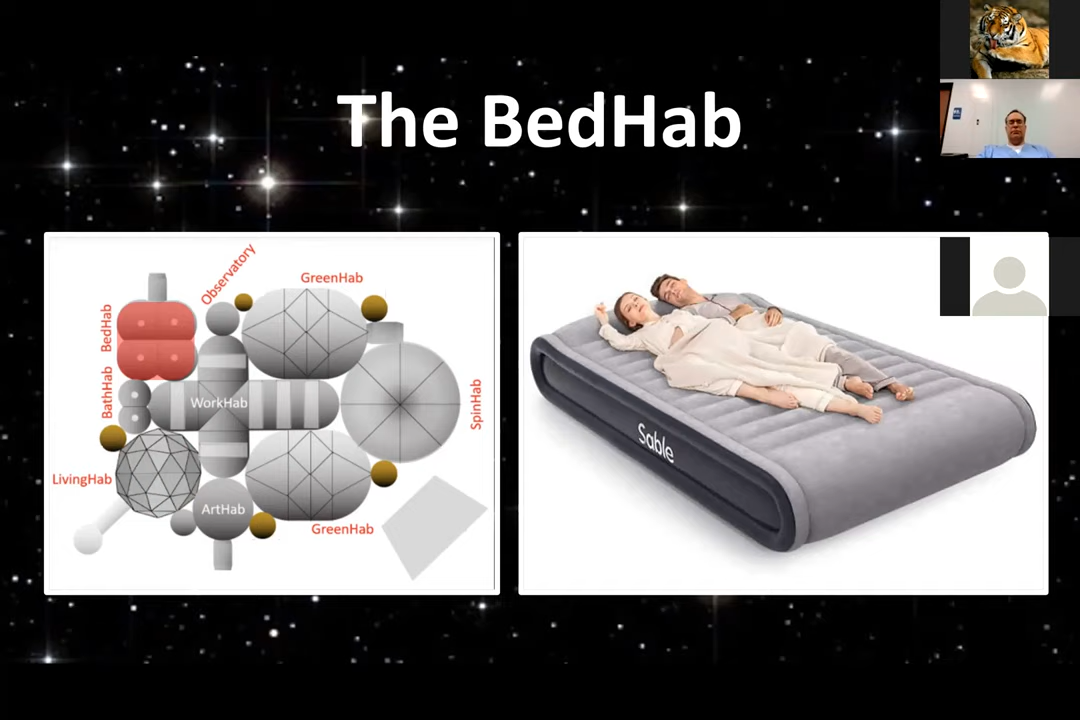 The BedHab
Observatory
GreenHab
BedHab
BathHab
WorkHab
SpinHab
LivingHab
ArtHab
GreenHab
Sable